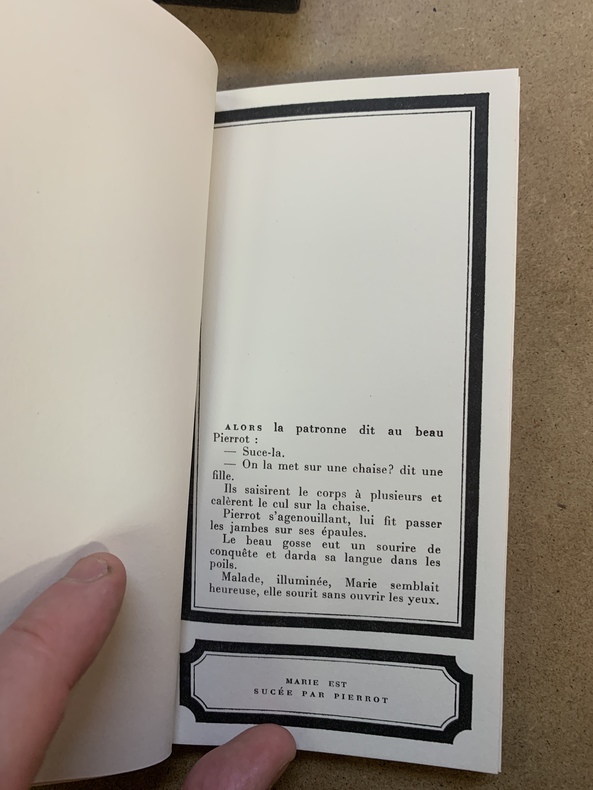 ALORS la patronne dit au beau
Pierrot :
— Suce-la.
— On la met sur une chaise? dit une
fille.
Ils saisirent le corps à plusieurs et
calèrent le cul sur la chaise.
Pierrot s'agenouillant, lui fit passer
les jambes sur ses épaules.
Le beau gosse eut un sourire de
conquête et darda sa langue dans les
poils.
Malade, illuminée, Marie semblait
heureuse, elle sourit sans ouvrir les yeux.
MARIE EST
SUCÉE PAR PIERROT